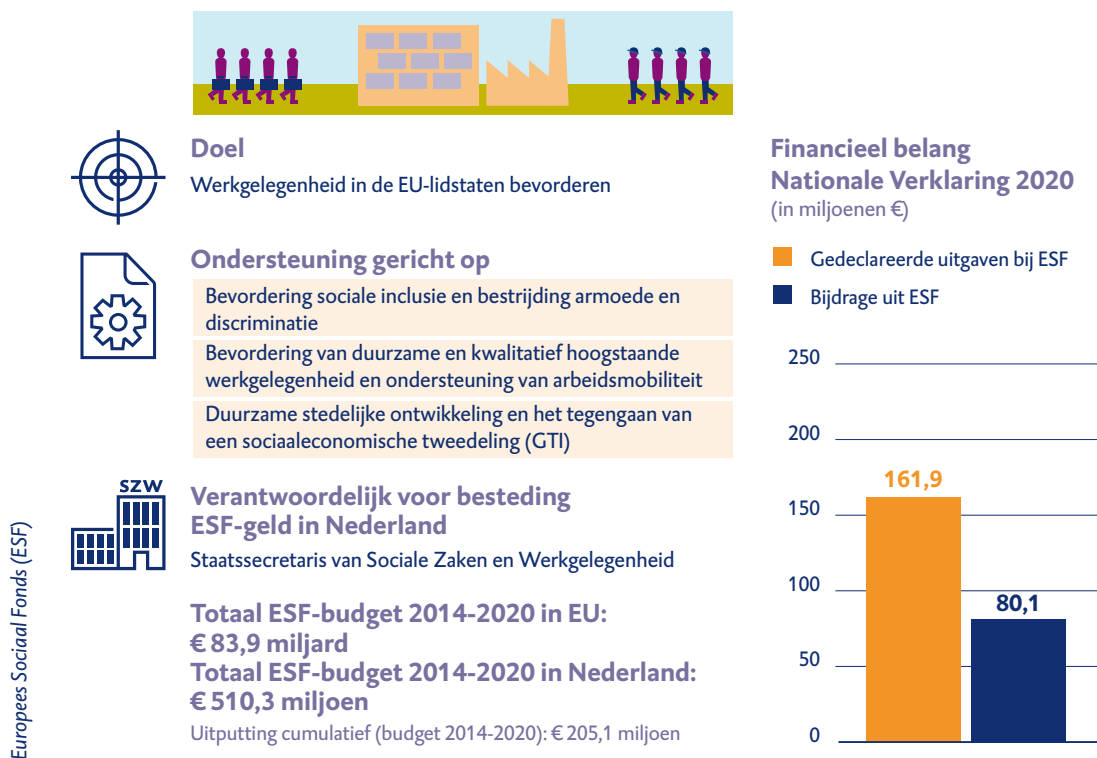 Doel
Werkgelegenheid in de EU-lidstaten bevorderen
Ondersteuning gericht op
Bevordering sociale inclusie en bestrijding armoede en
discriminatie
Bevordering van duurzame en kwalitatief hoogstaande
werkgelegenheid en ondersteuning van arbeidsmobiliteit
Duurzame stedelijke ontwikkeling en het tegengaan van
een sociaaleconomische tweedeling (GTI)
SZW
Verantwoordelijk voor besteding
ESF-geld in Nederland
Staatssecretaris van Sociale Zaken en Werkgelegenheid
Totaal ESF-budget 2014-2020 in EU:
€ 83,9 miljard
Totaal ESF-budget 2014-2020 in Nederland:
€ 510,3 miljoen
Uitputting cumulatief (budget 2014-2020): € 205,1 miljoen
Europees Sociaal Fonds (ESF)
Financieel belang
Nationale Verklaring 2020
(in miljoenen €)
Gedeclareerde uitgaven bij ESF
Bijdrage uit ESF
250
200
161,9
150
100
80,1
50
0